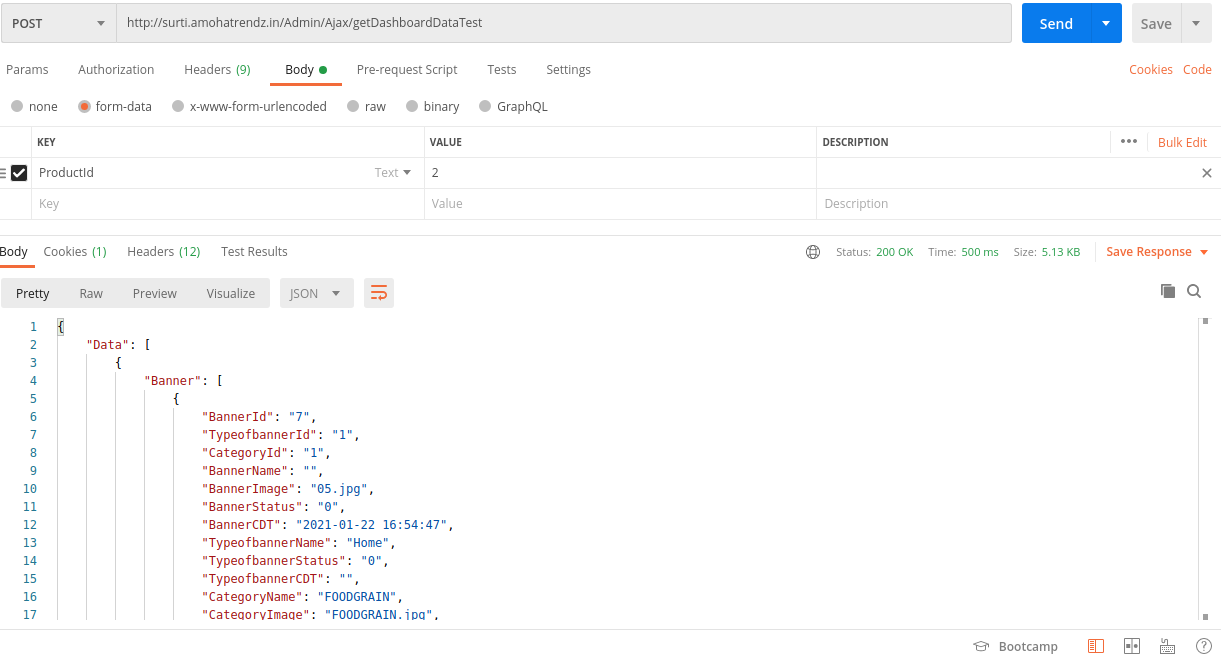 POST http://surti.amohatrendz.in/Admin/Ajax/getDashboardDataTest Send Save
Params Authorization Headers (9) Body Pre-request Script Tests Settings Cookies Code
none form-data x-www-form-urlencoded raw binary GraphQL
KEY VALUE DESCRIPTION ••• Bulk Edit
ProductId Text 2
Key Value Description
Body Cookies (1) Headers (12) Test Results Status: 200 OK Time: 500 ms Size: 5.13 KB Save Response
Pretty Raw Preview Visualize JSON
1 {
2 "Data": [
3 {
4 "Banner": [
5 {
6 "BannerId": "7",
7 "TypeofbannerId": "1",
8 "CategoryId": "1",
9 "BannerName": "",
10 "BannerImage": "05.jpg",
11 "BannerStatus": "0",
12 "BannerCDT": "2021-01-22 16:54:47",
13 "TypeofbannerName": "Home",
14 "TypeofbannerStatus": "0",
15 "TypeofbannerCDT": "",
16 "CategoryName": "FOODGRAIN",
17 "CategoryImage": "FOODGRAIN.jpg",
Bootcamp ?